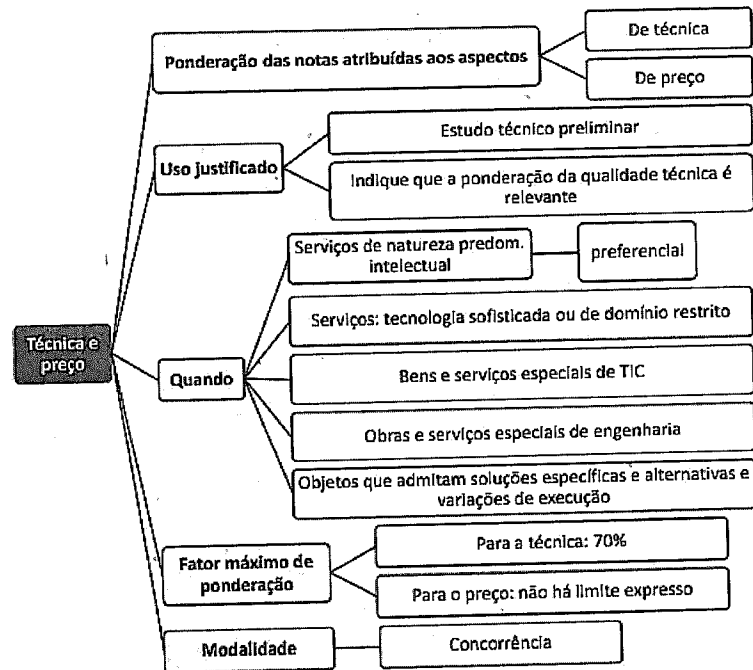 Ponderação das notas atribuídas aos aspectos
De técnica
De preço
Uso justificado
Estudo técnico preliminar
Indique que a ponderação da qualidade técnica é
relevante
Técnica e
preço
Quando
Serviços de natureza predom.
intelectual
preferencial
Serviços: tecnologia sofisticada ou de domínio restrito
Bens e serviços especiais de TIC
Obras e serviços especiais de engenharia
Objetos que admitam soluções específicas e alternativas e
variações de execução
Fator máximo de
ponderação
Para a técnica: 70%
Para o preço: não há limite expresso
Modalidade
Concorrência